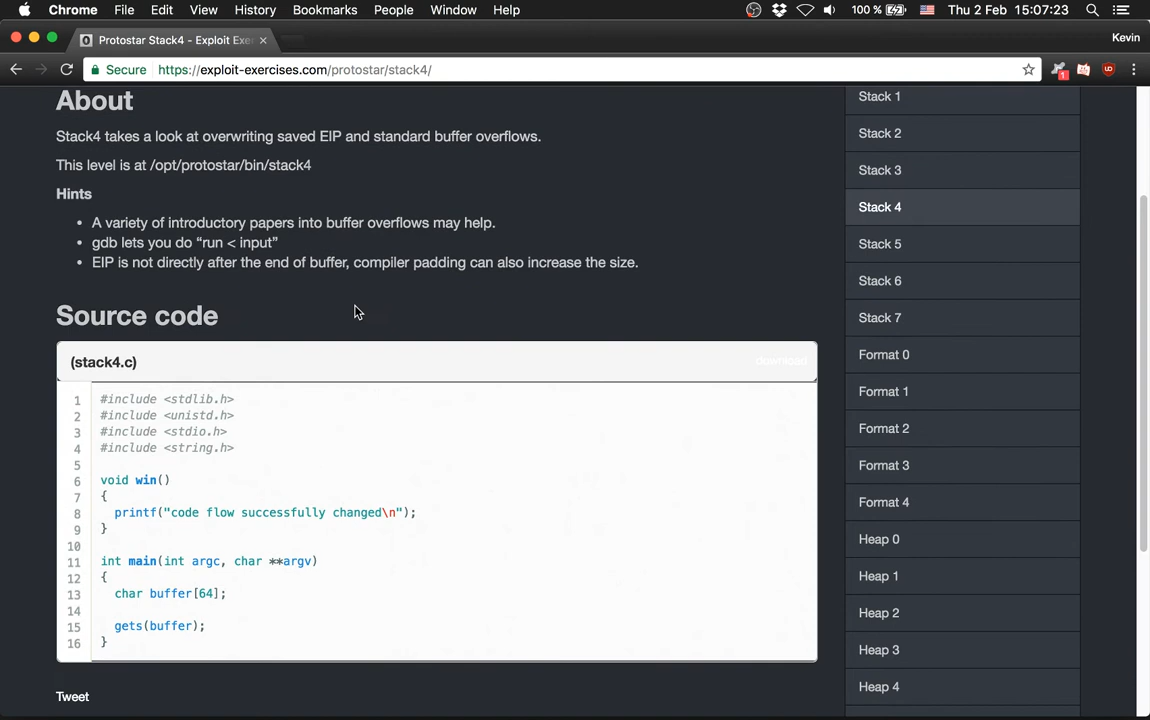 Chrome File Edit View History Bookmarks People Window Help 100 % Thu 2 Feb 15:07:23
Protostar Stack4 - Exploit Exe Kevin
Secure https://exploit-exercises.com/protostar/stack4/
About
Stack4 takes a look at overwriting saved EIP and standard buffer overflows.
This level is at /opt/protostar/bin/stack4
Hints
• A variety of introductory papers into buffer overflows may help.
• gdb lets you do “run < input”
• EIP is not directly after the end of buffer, compiler padding can also increase the size.
Source code
(stack4.c) download
1 #include <stdlib.h>
2 #include <unistd.h>
3 #include <stdio.h>
4 #include <string.h>
5
6 void win()
7 {
8   printf("code flow successfully changed\n");
9 }
10
11 int main(int argc, char **argv)
12 {
13   char buffer[64];
14
15   gets(buffer);
16 }
Tweet
Stack 1
Stack 2
Stack 3
Stack 4
Stack 5
Stack 6
Stack 7
Format 0
Format 1
Format 2
Format 3
Format 4
Heap 0
Heap 1
Heap 2
Heap 3
Heap 4